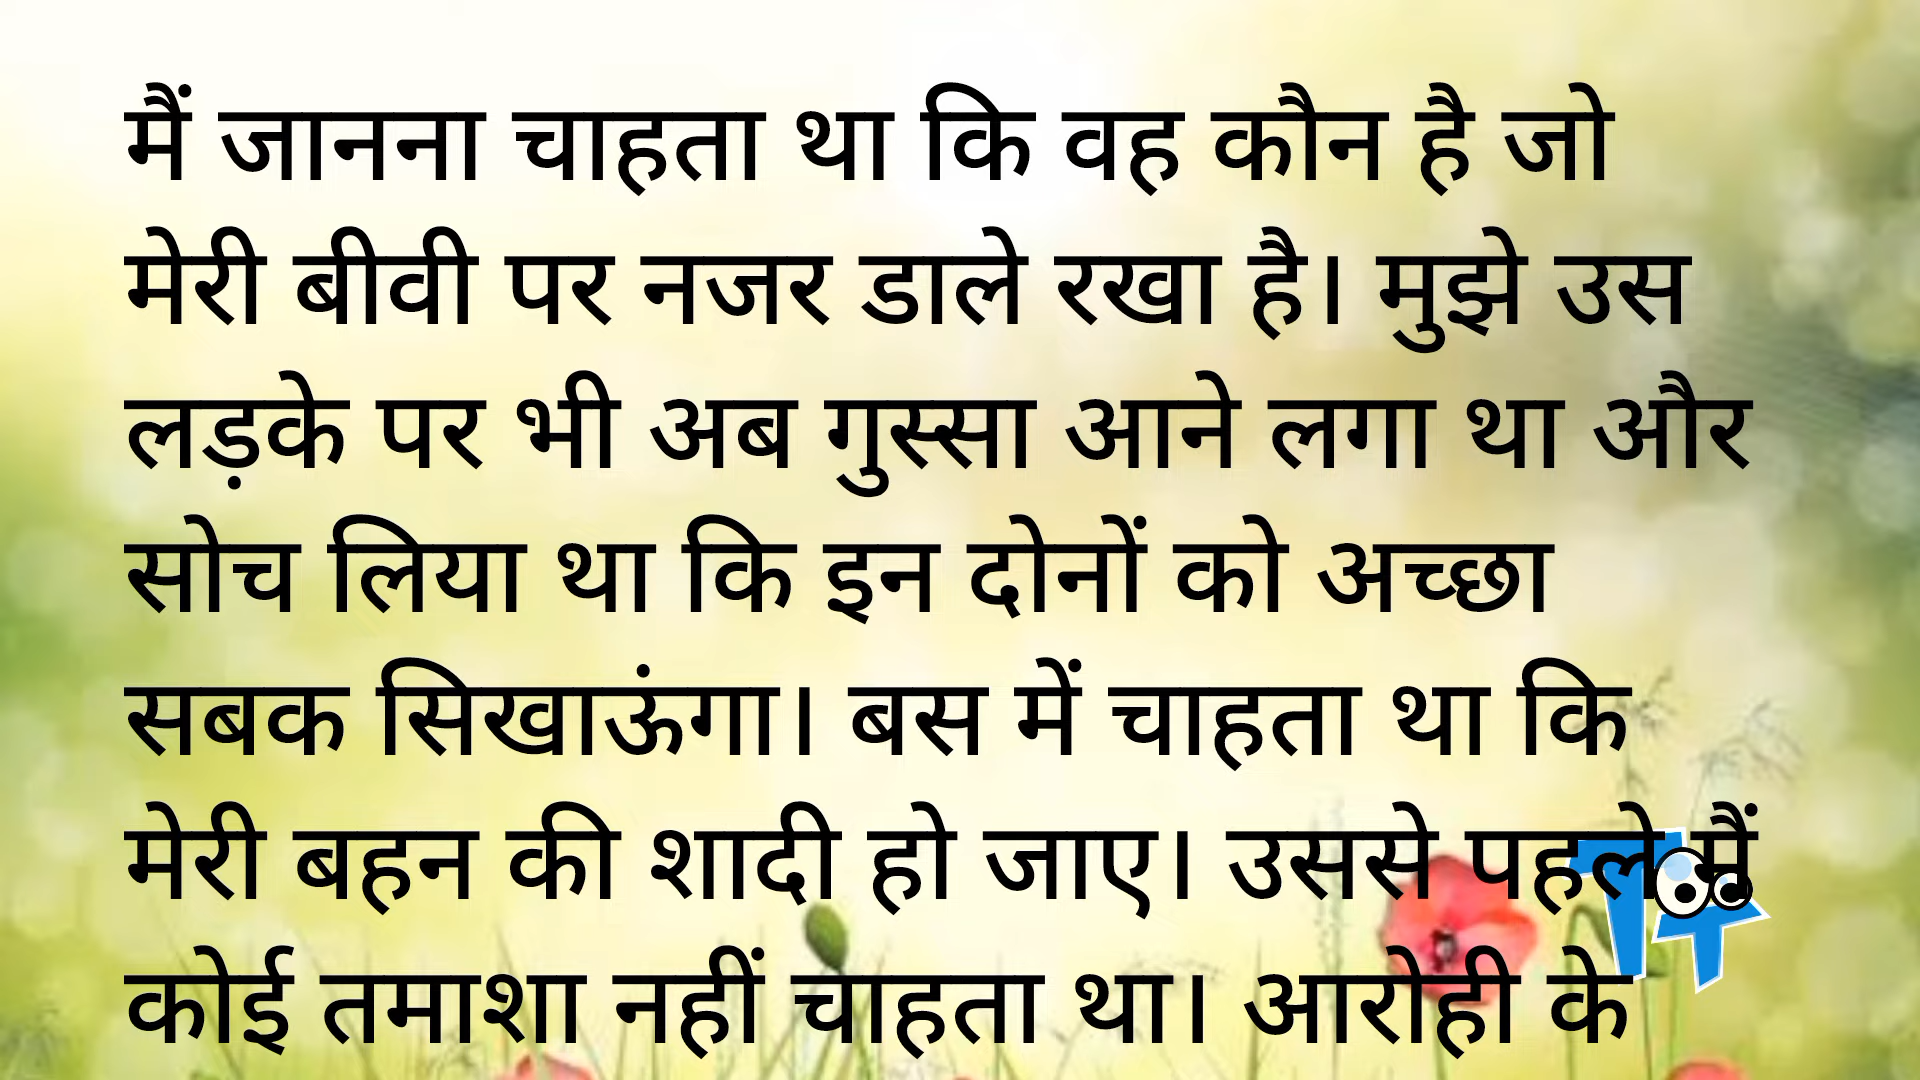 मैं जानना चाहता था कि वह कौन है जो
मेरी बीवी पर नजर डाले रखा है। मुझे उस
लड़के पर भी अब गुस्सा आने लगा था और
सोच लिया था कि इन दोनों को अच्छा
सबक सिखाऊंगा। बस में चाहता था कि
मेरी बहन की शादी हो जाए। उससे पहले मैं
कोई तमाशा नहीं चाहता था। आरोही के